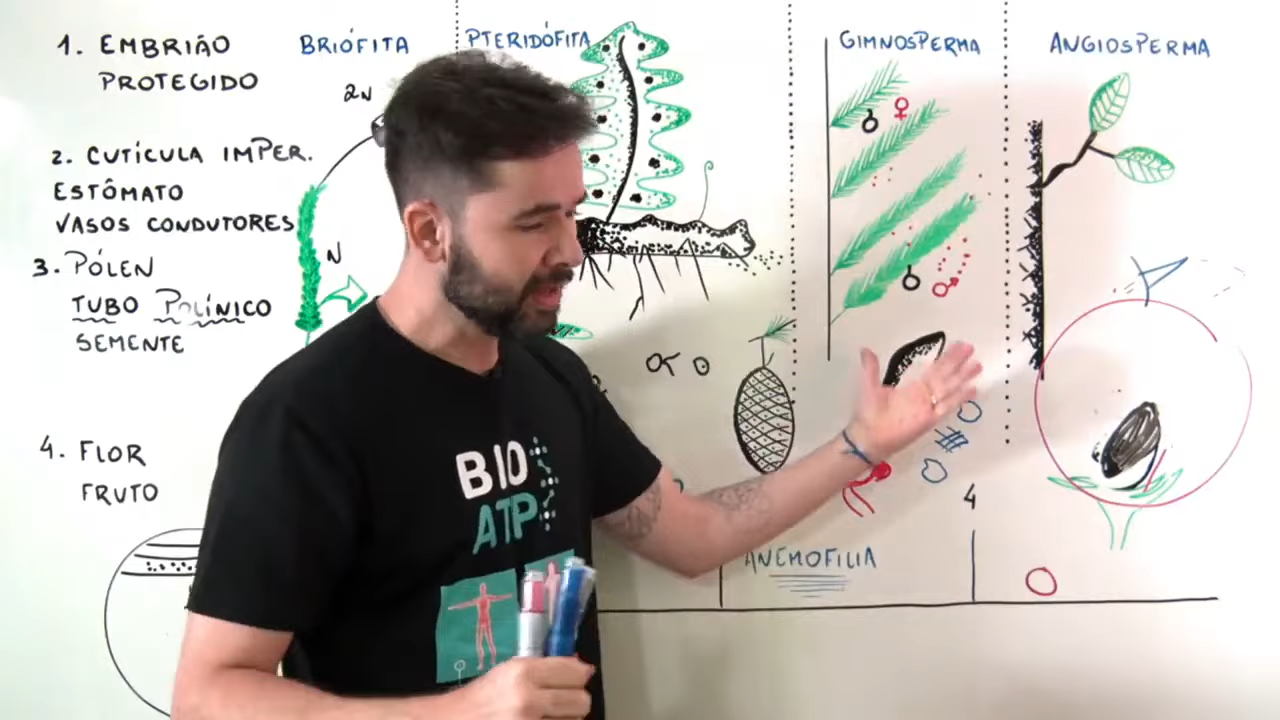 1. EMBRIÃO
PROTEGIDO
2. CUTÍCULA IMPER.
ESTÔMATO
VASOS CONDUTORES
3. PÓLEN
TUBO POLÍNICO
SEMENTE
4. FLOR
FRUTO
BRIÓFITA
2N
N
PTERIDÓFITA
GIMNOSPERMA
ANGIOSPERMA
♀
4
ANEMOFILIA
BIO
ATP